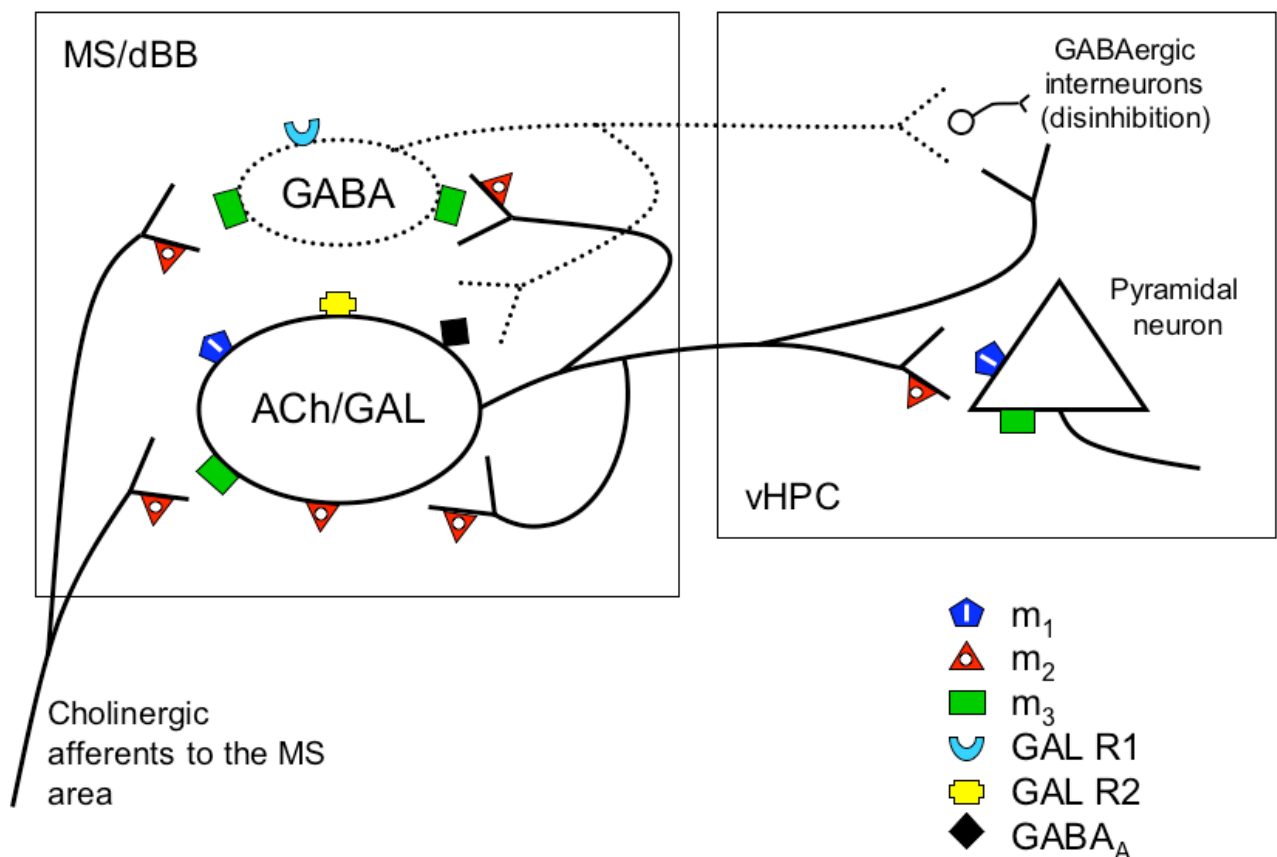 MS/dBB
GABA
ACh/GAL
Cholinergic
afferents to the MS
area
GABAergic
interneurons
(disinhibition)
Pyramidal
neuron
vHPC
m1
m2
m3
GAL R1
GAL R2
GABAA